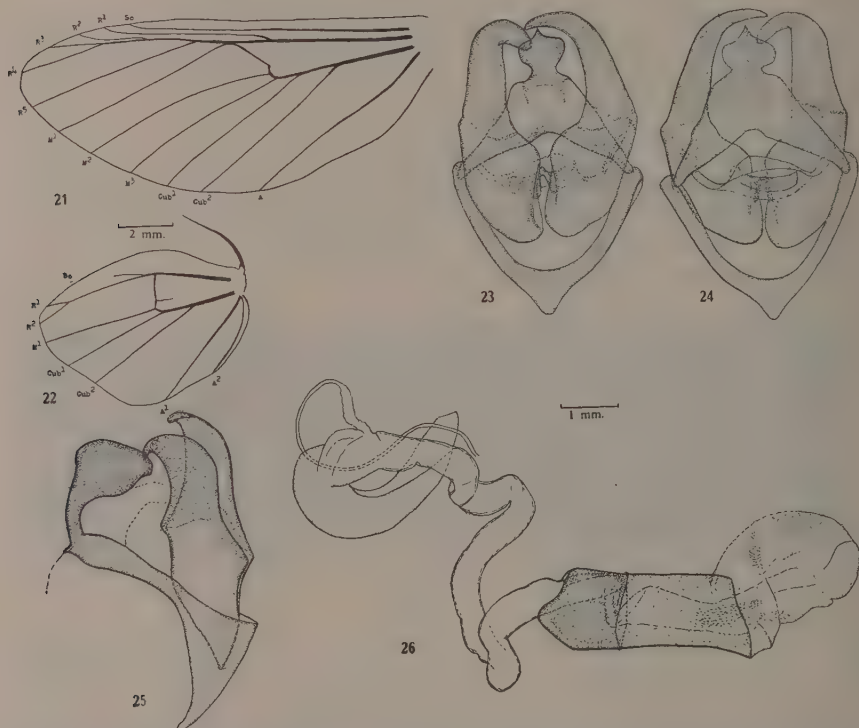 R³ R² R¹ Sc
R⁴
R⁵
M¹
M²
M³
Cub¹ Cub² A
21
23
24
2 mm.
Sc
R¹
R²
M¹
Cub¹
Cub²
A²
22
A¹
1 mm.
25
26